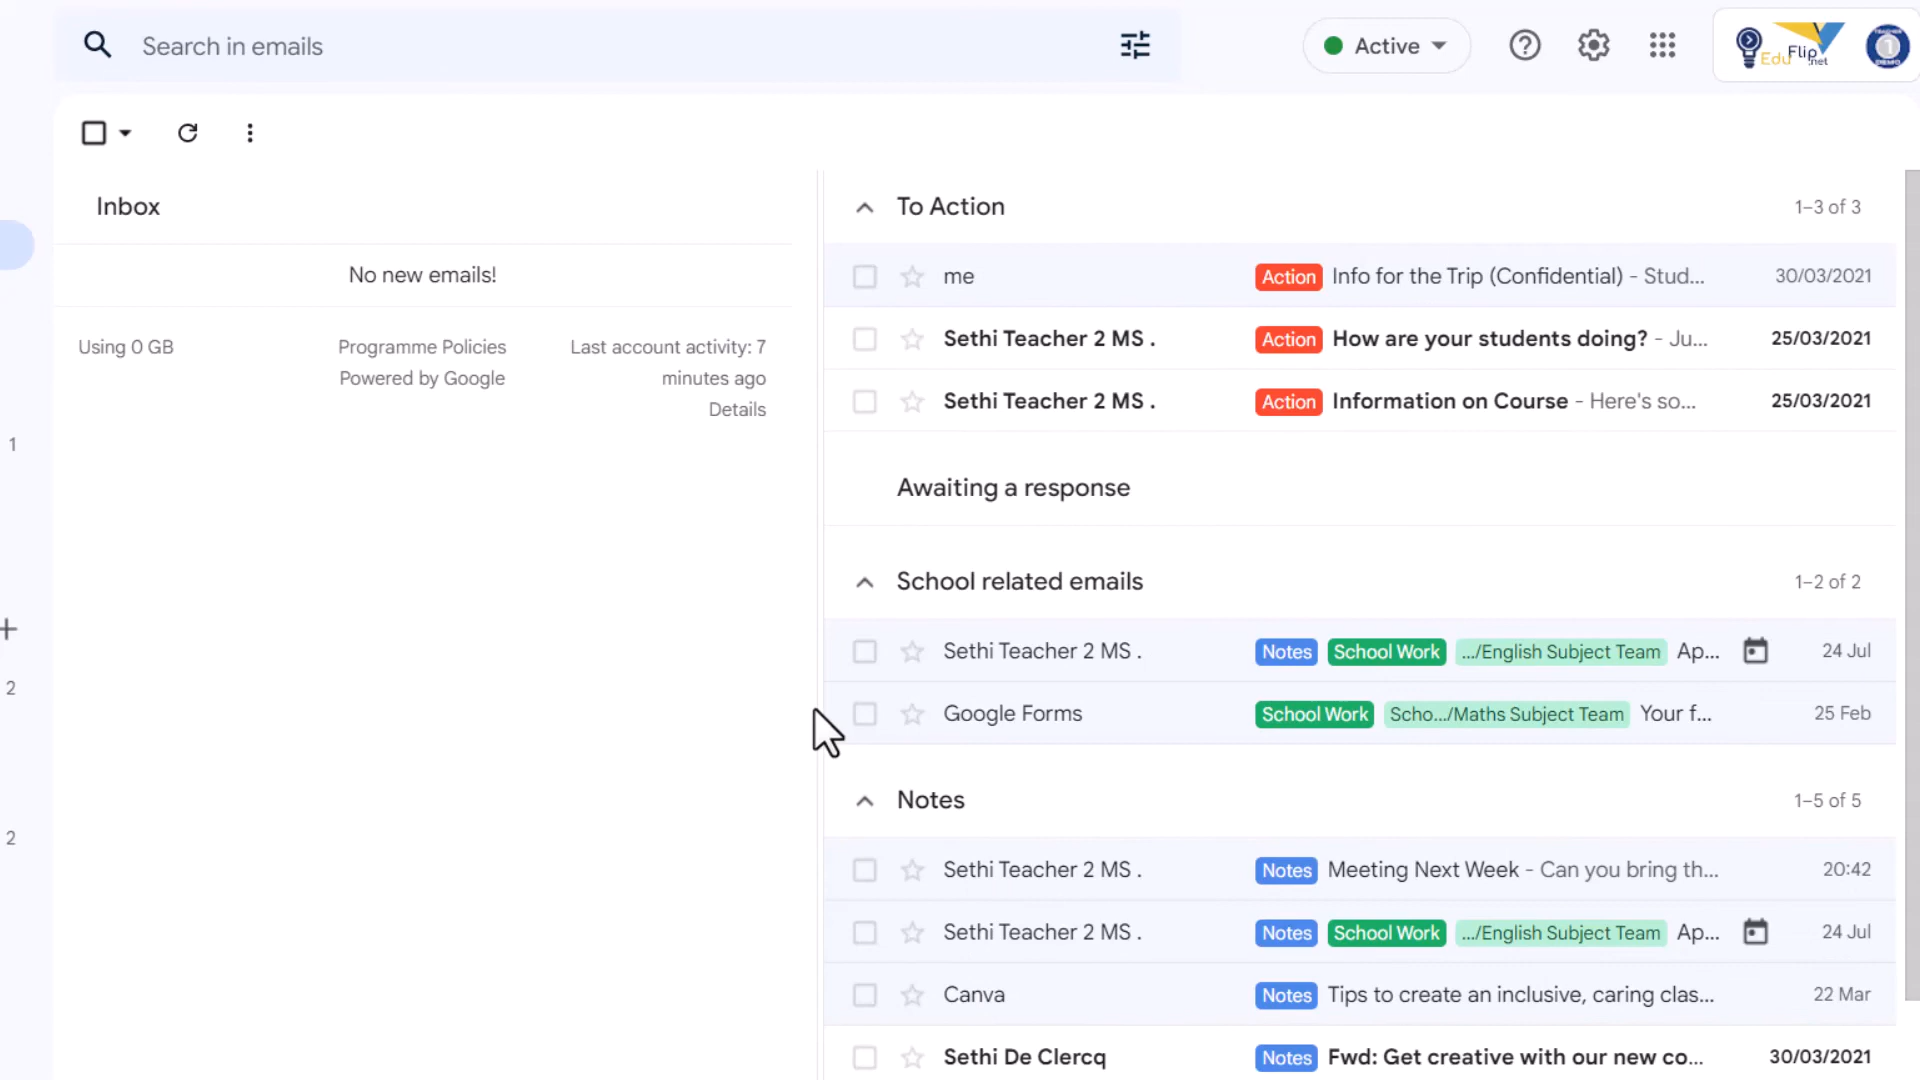 Search in emails
Active
EduFlip.net
Inbox
No new emails!
Using 0 GB
Programme Policies
Powered by Google
Last account activity: 7
minutes ago
Details
1
2
2
To Action
1–3 of 3
me Action Info for the Trip (Confidential) - Stud... 30/03/2021
Sethi Teacher 2 MS . Action How are your students doing? - Ju... 25/03/2021
Sethi Teacher 2 MS . Action Information on Course - Here's so... 25/03/2021
Awaiting a response
School related emails
1–2 of 2
Sethi Teacher 2 MS . Notes School Work .../English Subject Team Ap... 24 Jul
Google Forms School Work Scho.../Maths Subject Team Your f... 25 Feb
Notes
1–5 of 5
Sethi Teacher 2 MS . Notes Meeting Next Week - Can you bring th... 20:42
Sethi Teacher 2 MS . Notes School Work .../English Subject Team Ap... 24 Jul
Canva Notes Tips to create an inclusive, caring clas... 22 Mar
Sethi De Clercq Notes Fwd: Get creative with our new co... 30/03/2021